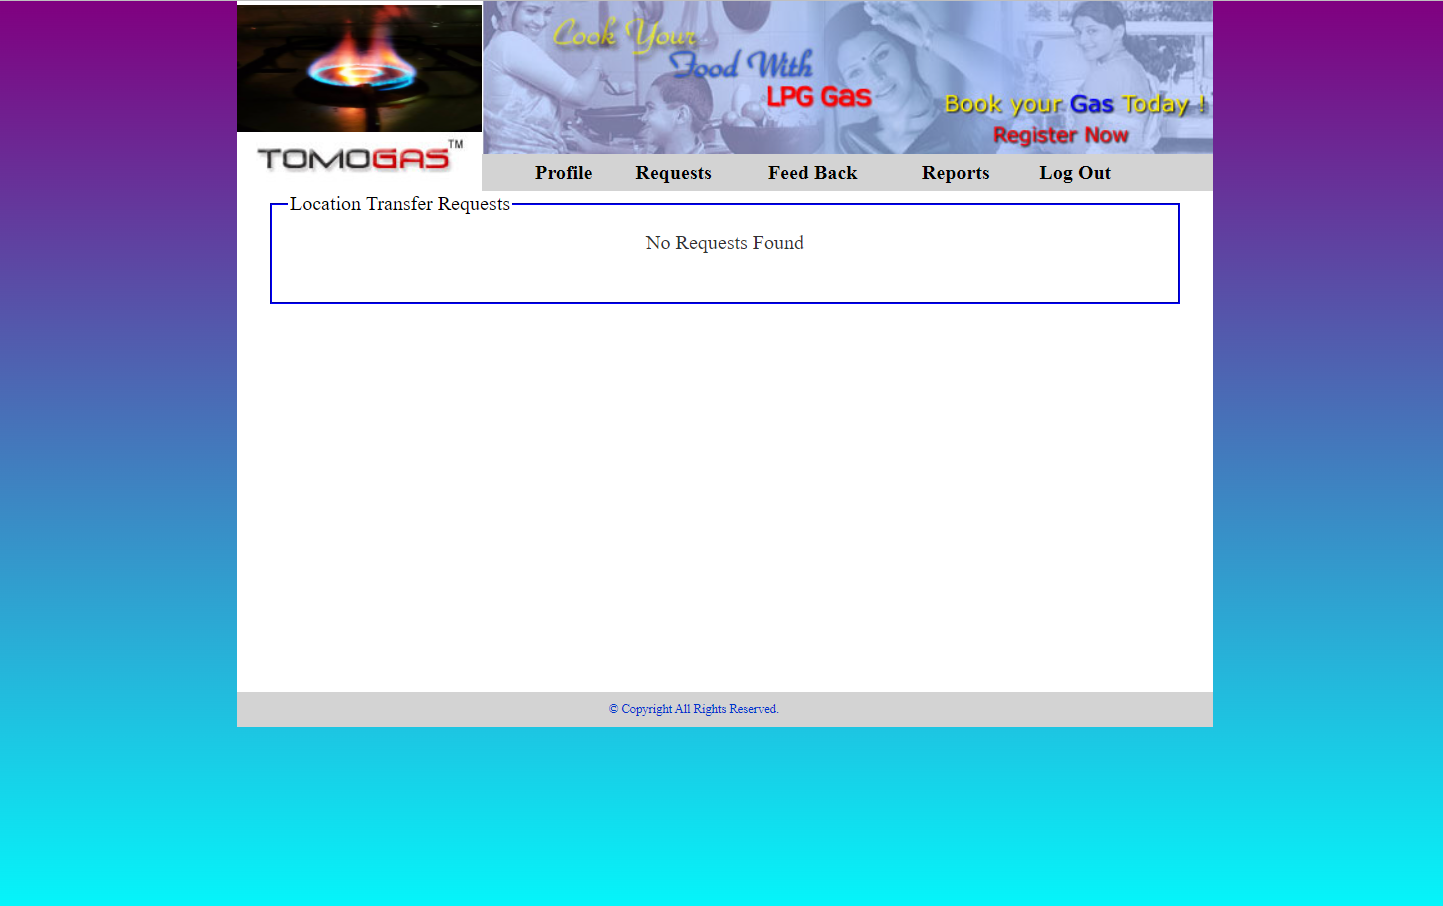 Cook Your
Food With
LPG Gas
Book your Gas Today !
Register Now
TOMOGAS™
Profile Requests Feed Back Reports Log Out
Location Transfer Requests
No Requests Found
© Copyright All Rights Reserved.